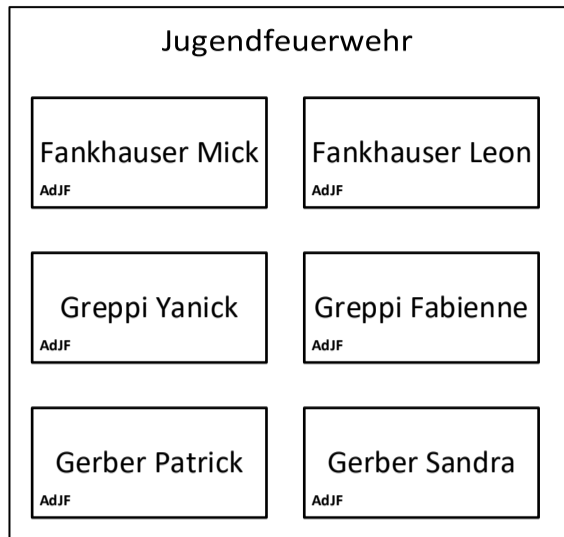 Jugendfeuerwehr
Fankhauser Mick
AdJF
Fankhauser Leon
AdJF
Greppi Yanick
AdJF
Greppi Fabienne
AdJF
Gerber Patrick
AdJF
Gerber Sandra
AdJF